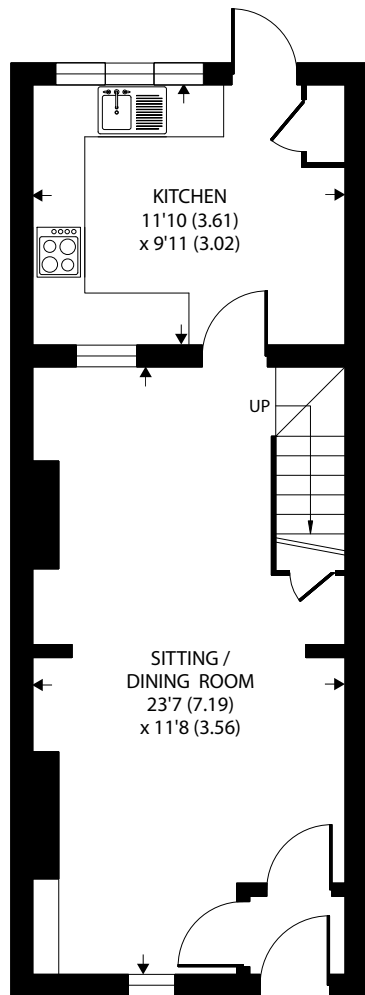 KITCHEN
11'10 (3.61)
x 9'11 (3.02)
UP
SITTING /
DINING ROOM
23'7 (7.19)
x 11'8 (3.56)